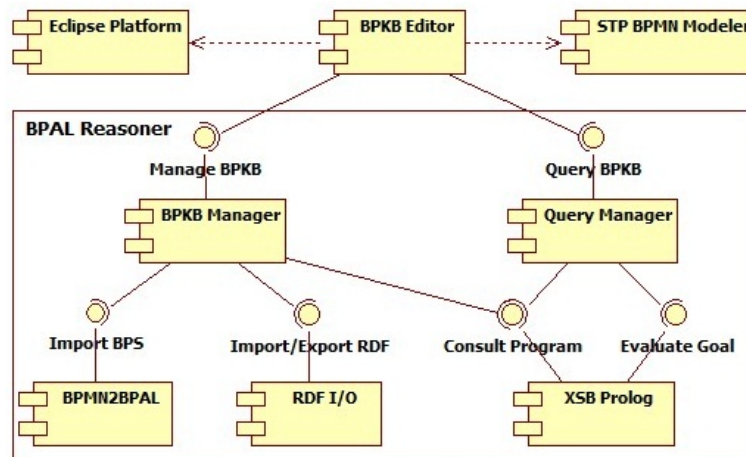 Eclipse Platform
BPKB Editor
STP BPMN Modeler
BPAL Reasoner
Manage BPKB
Query BPKB
BPKB Manager
Query Manager
Import BPS
Import/Export RDF
Consult Program
Evaluate Goal
BPMN2BPAL
RDF I/O
XSB Prolog